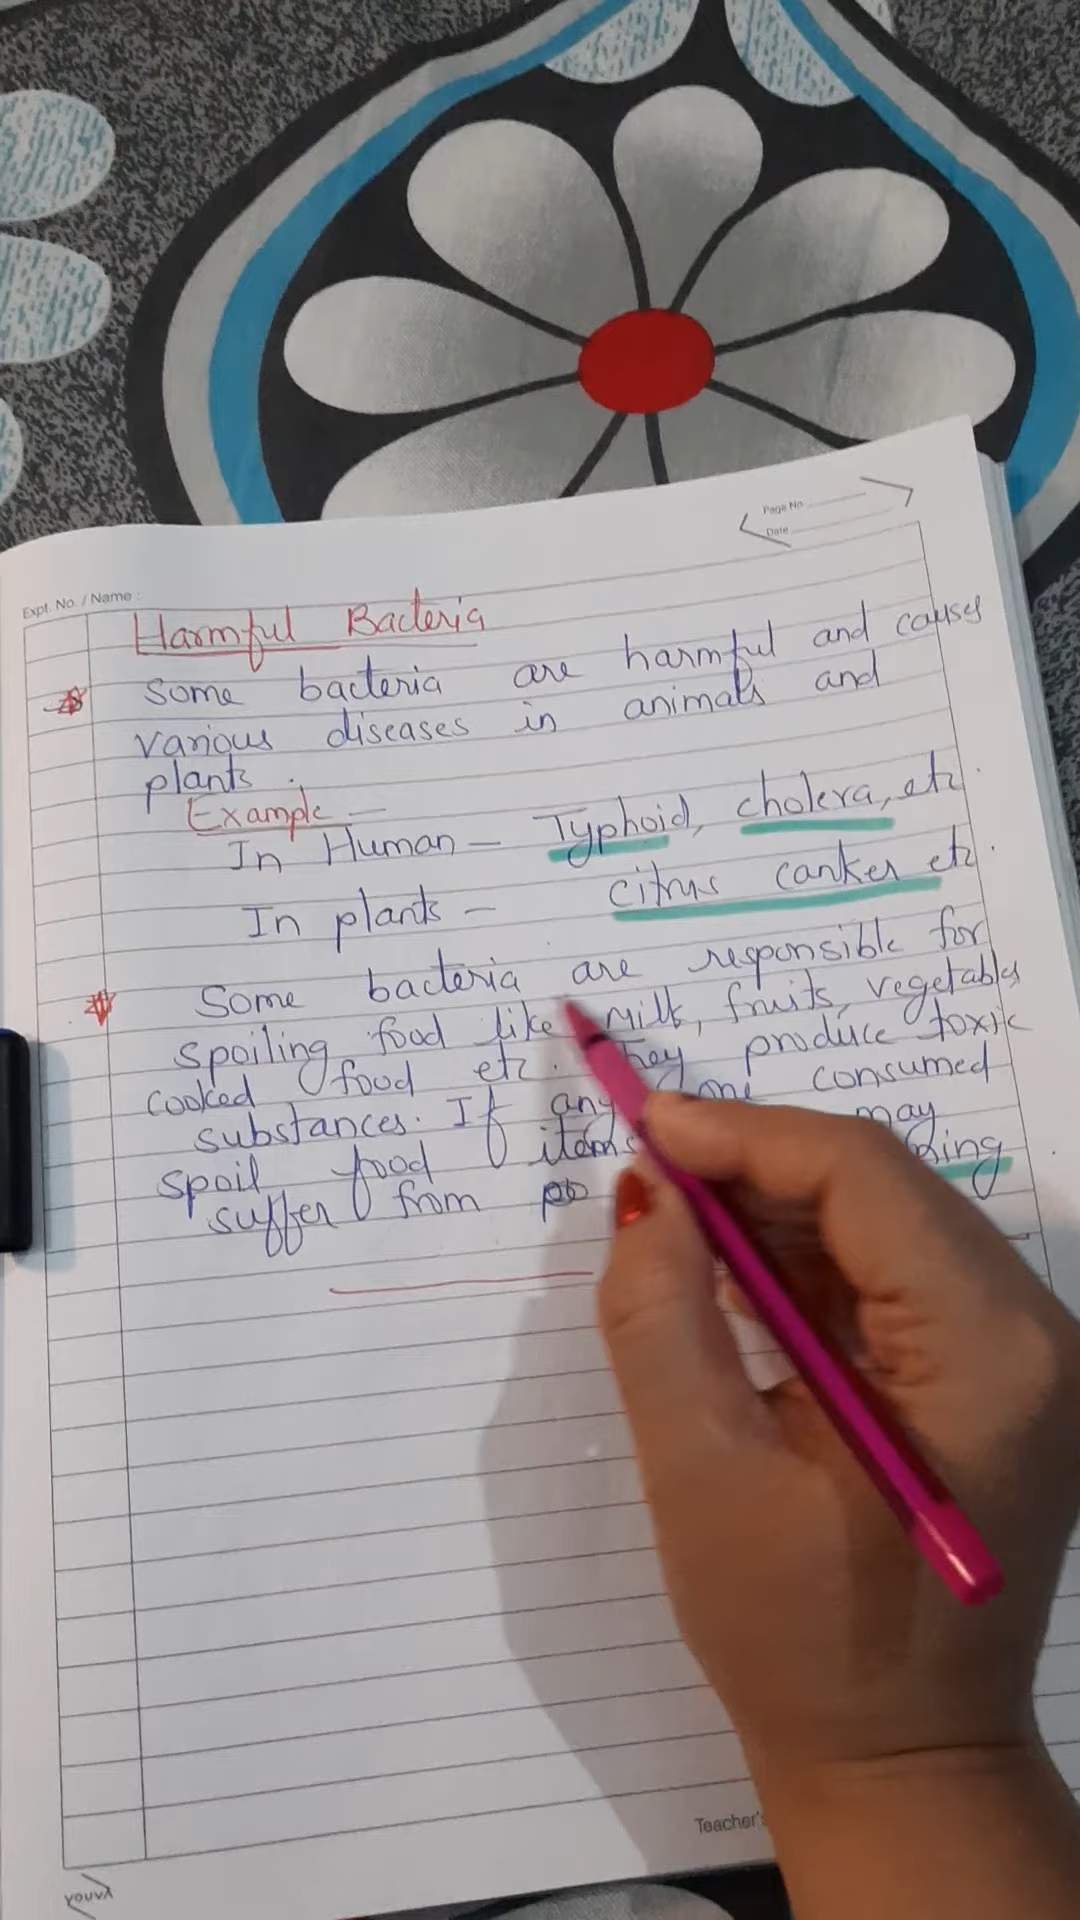 Page No.
Date
Expt. No. / Name :
Harmful Bacteria
Some bacteria are harmful and causes
various diseases in animals and
plants.
Example -
In Human - Typhoid, cholera, etc.
In plants - citrus canker etc.
Some bacteria are responsible for
spoiling food like milk, fruits, vegetables
cooked food etc. They produce toxic
substances. If any one consumed
spoil food items may
suffer from
Teacher's
YOUVA